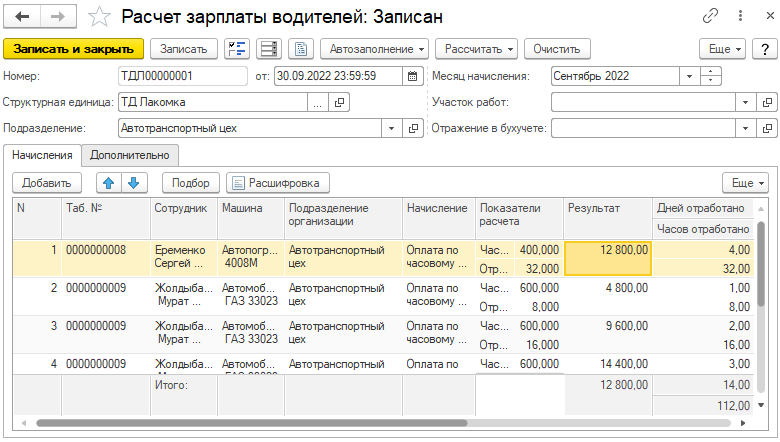 Расчет зарплаты водителей: Записан
Записать и закрыть Записать Автозаполнение Рассчитать Очистить Еще ?
Номер: ТДЛ00000001 от: 30.09.2022 23:59:59 Месяц начисления: Сентябрь 2022
Структурная единица: ТД Лакомка ... Участок работ:
Подразделение: Автотранспортный цех Отражение в бухучете:
Начисления Дополнительно
Добавить Подбор Расшифровка Еще
N Таб. № Сотрудник Машина Подразделение Начисление Показатели Результат Дней отработано
организации расчета Часов отработано
1 0000000008 Еременко Автопогр... Автотранспортный Оплата по Час... 400,000 12 800,00 4,00
Сергей ... 4008М цех часовому ... Отр... 32,000 32,00
2 0000000009 Жолдыба... Автомоб... Автотранспортный Оплата по Час... 600,000 4 800,00 1,00
Мурат ... ГАЗ 33023 цех часовому ... Отр... 8,000 8,00
3 0000000009 Жолдыба... Автомоб... Автотранспортный Оплата по Час... 600,000 9 600,00 2,00
Мурат ... ГАЗ 33023 цех часовому ... Отр... 16,000 16,00
4 0000000009 Жолдыба... Автомоб... Автотранспортный Оплата по Час... 600,000 14 400,00 3,00
Итого: 12 800,00 14,00
112,00